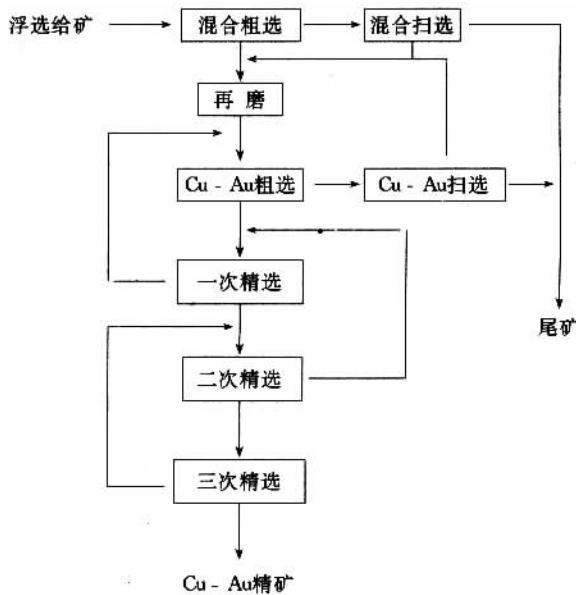 浮选给矿
混合粗选
混合扫选
再磨
Cu - Au粗选
Cu - Au扫选
一次精选
尾矿
二次精选
三次精选
Cu - Au精矿